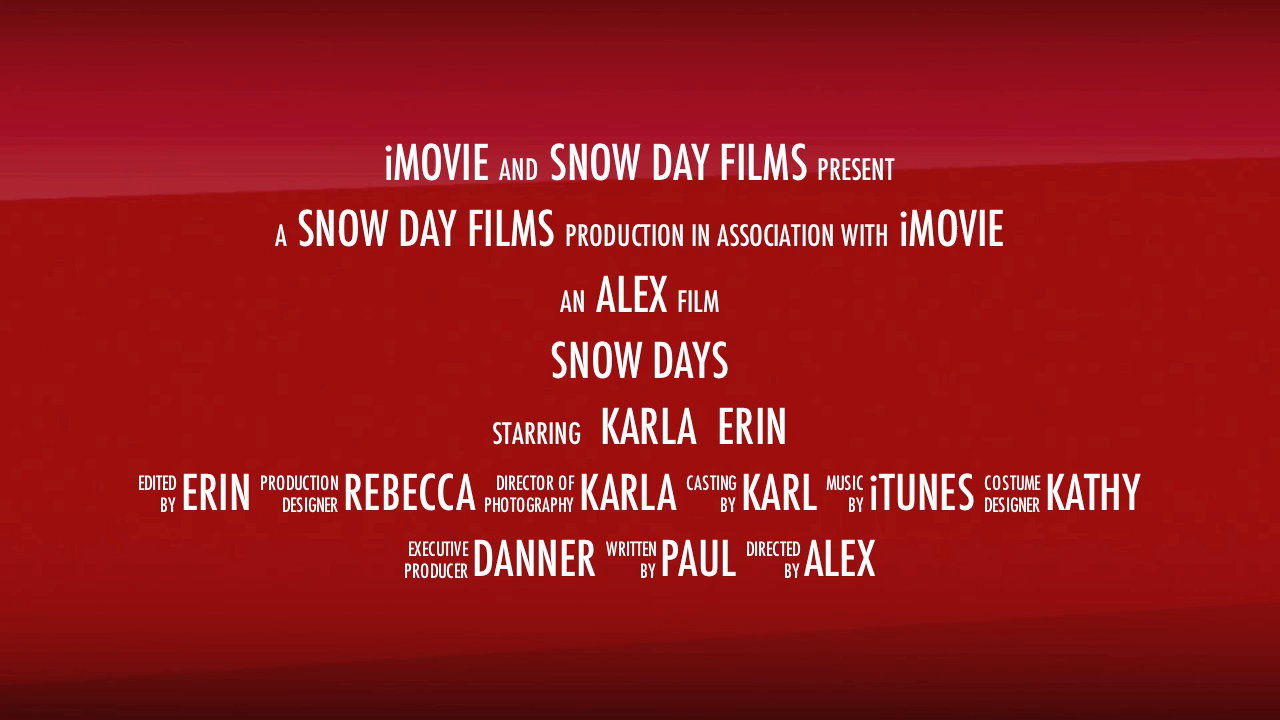 iMOVIE AND SNOW DAY FILMS PRESENT
A SNOW DAY FILMS PRODUCTION IN ASSOCIATION WITH iMOVIE
AN ALEX FILM
SNOW DAYS
STARRING KARLA ERIN
EDITED BY ERIN PRODUCTION DESIGNER REBECCA DIRECTOR OF PHOTOGRAPHY KARLA CASTING BY KARL MUSIC BY iTUNES COSTUME DESIGNER KATHY
EXECUTIVE PRODUCER DANNER WRITTEN BY PAUL DIRECTED BY ALEX